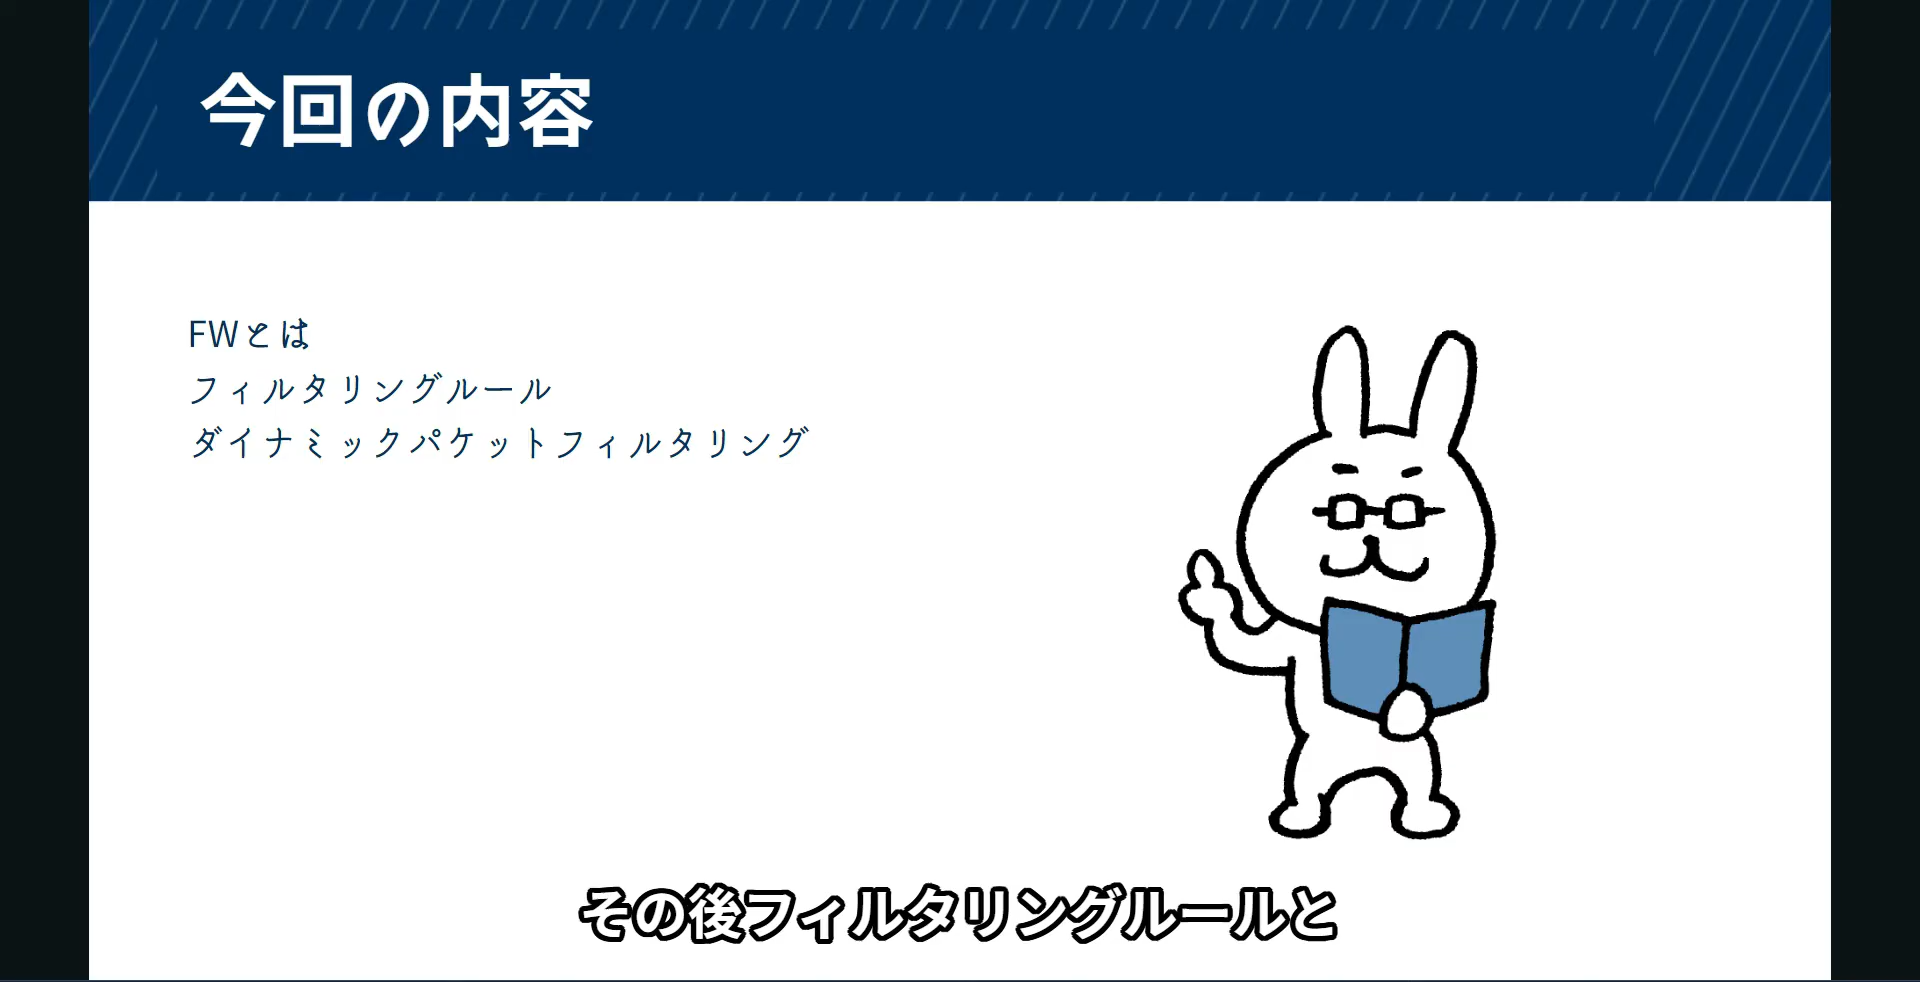 今回の内容
FWとは
フィルタリングルール
ダイナミックパケットフィルタリング
その後フィルタリングルールと